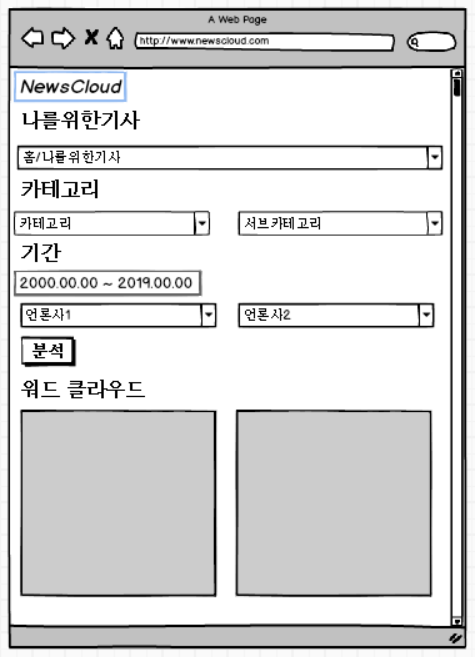 A Web Page
http://www.newscloud.com
NewsCloud
나를위한기사
홈/나를위한기사
카테고리
카테고리 서브카테고리
기간
2000.00.00 ~ 2019.00.00
언론사1 언론사2
분석
워드 클라우드